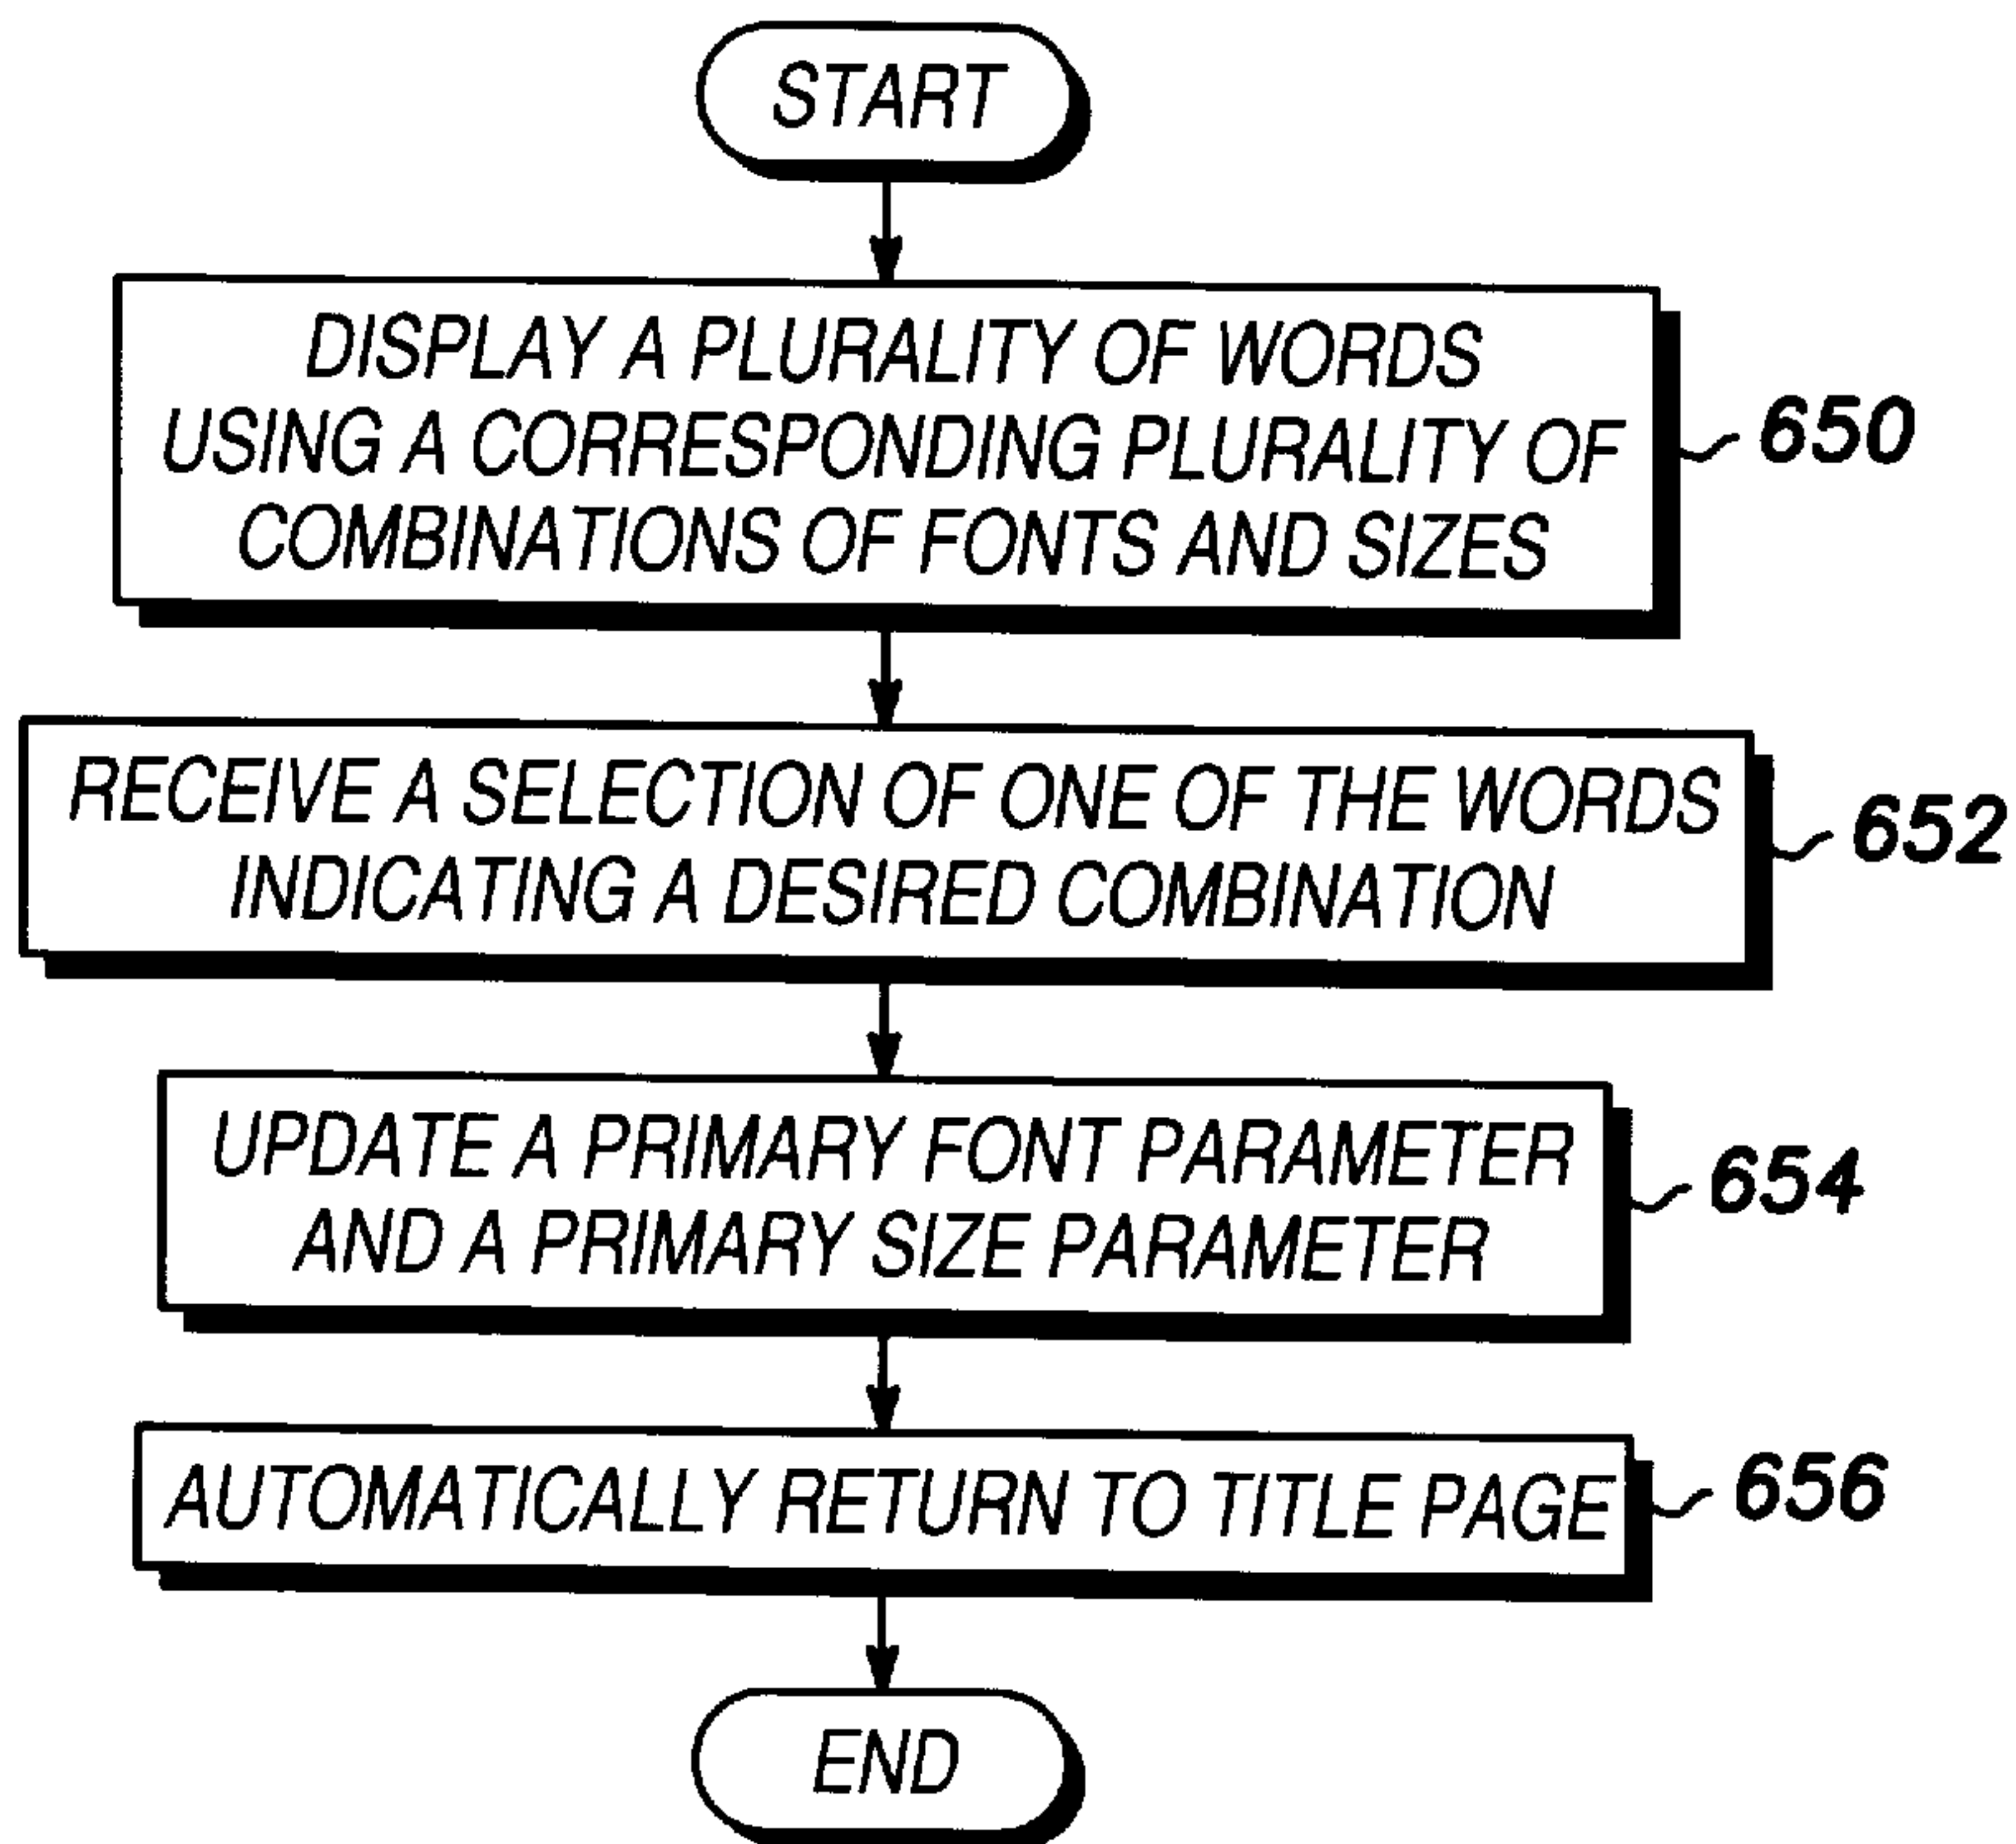 START
DISPLAY A PLURALITY OF WORDS
USING A CORRESPONDING PLURALITY OF
COMBINATIONS OF FONTS AND SIZES
650
RECEIVE A SELECTION OF ONE OF THE WORDS
INDICATING A DESIRED COMBINATION
652
UPDATE A PRIMARY FONT PARAMETER
AND A PRIMARY SIZE PARAMETER
654
AUTOMATICALLY RETURN TO TITLE PAGE
656
END